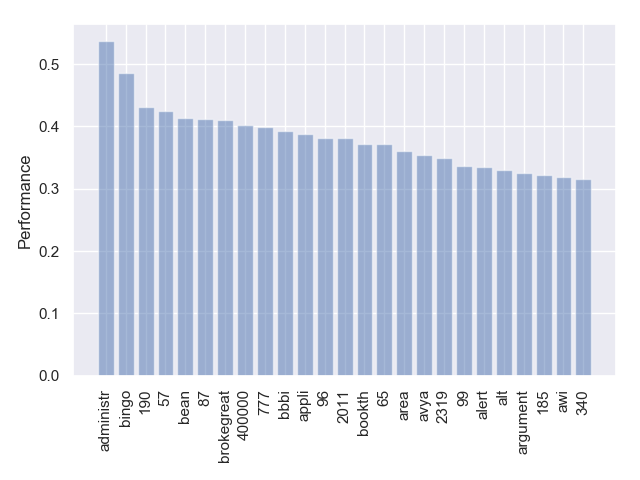 Performance
0.5
0.4
0.3
0.2
0.1
0.0
administr
bingo
190
57
bean
87
brokegreat
400000
777
bbbi
appli
96
2011
bookth
65
area
avya
2319
99
alert
alt
argument
185
awi
340